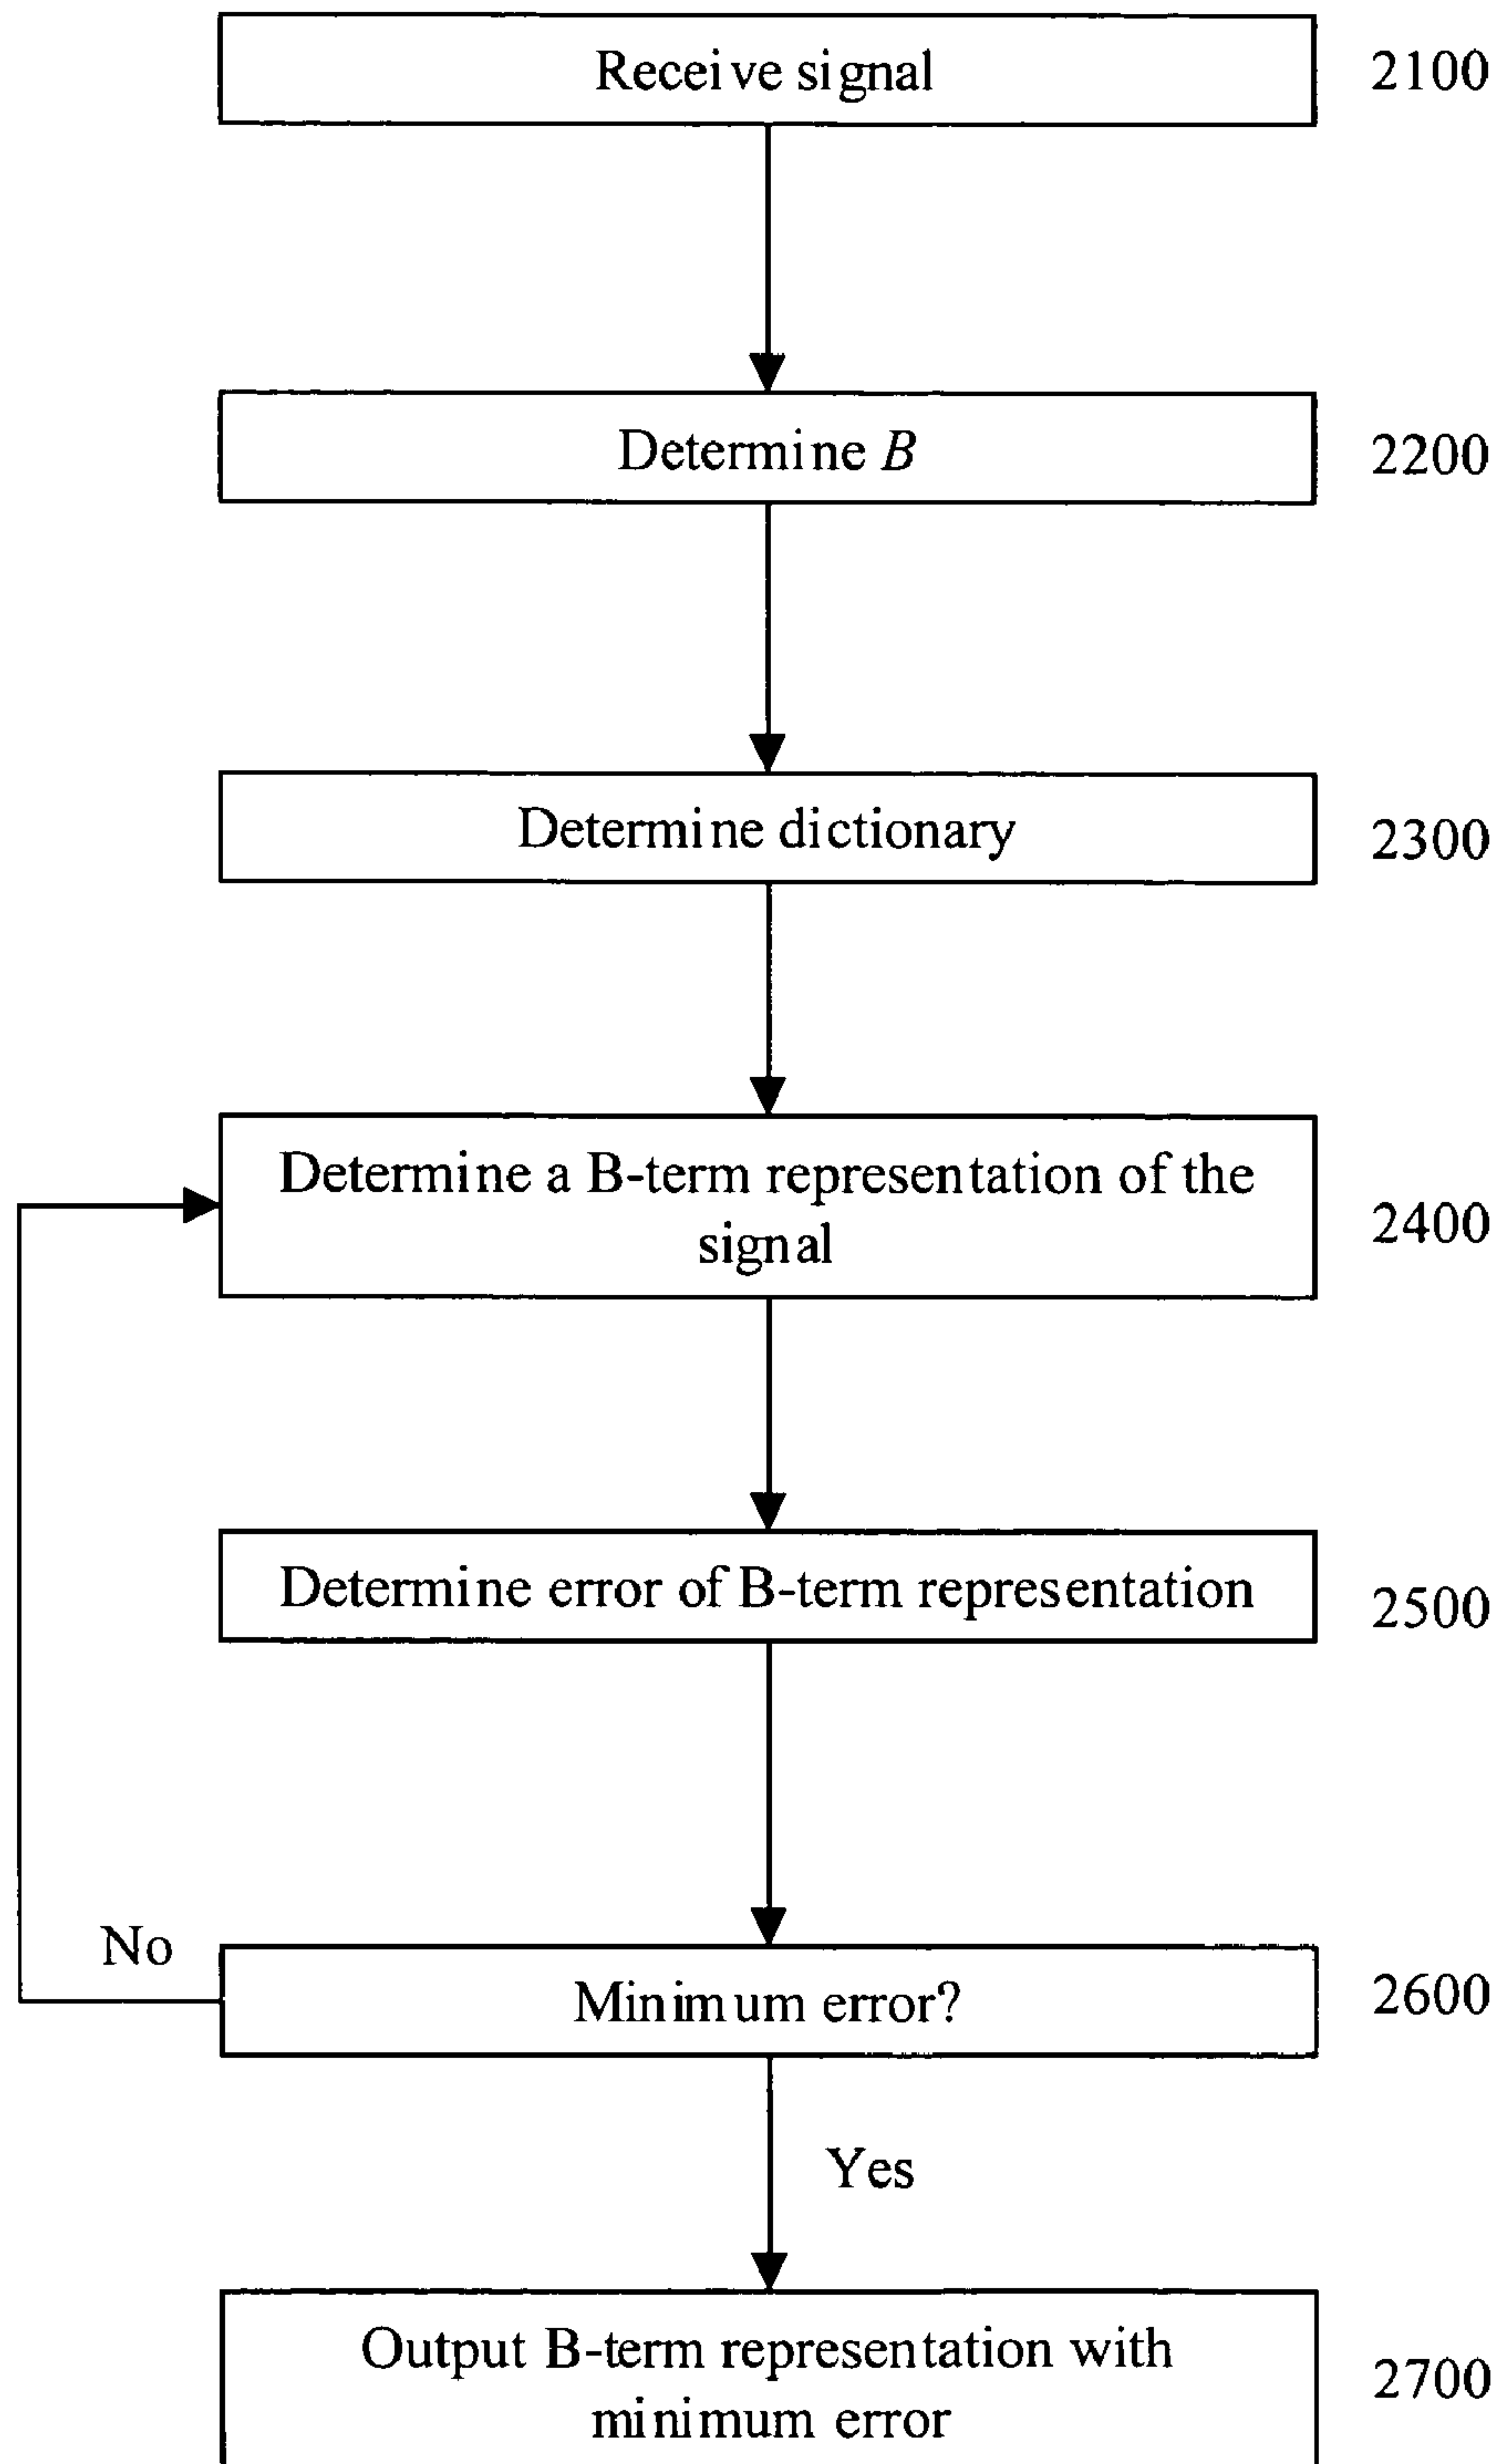 Receive signal
2100
Determine B
2200
Determine dictionary
2300
Determine a B-term representation of the
signal
2400
Determine error of B-term representation
2500
No
Minimum error?
2600
Yes
Output B-term representation with
minimum error
2700